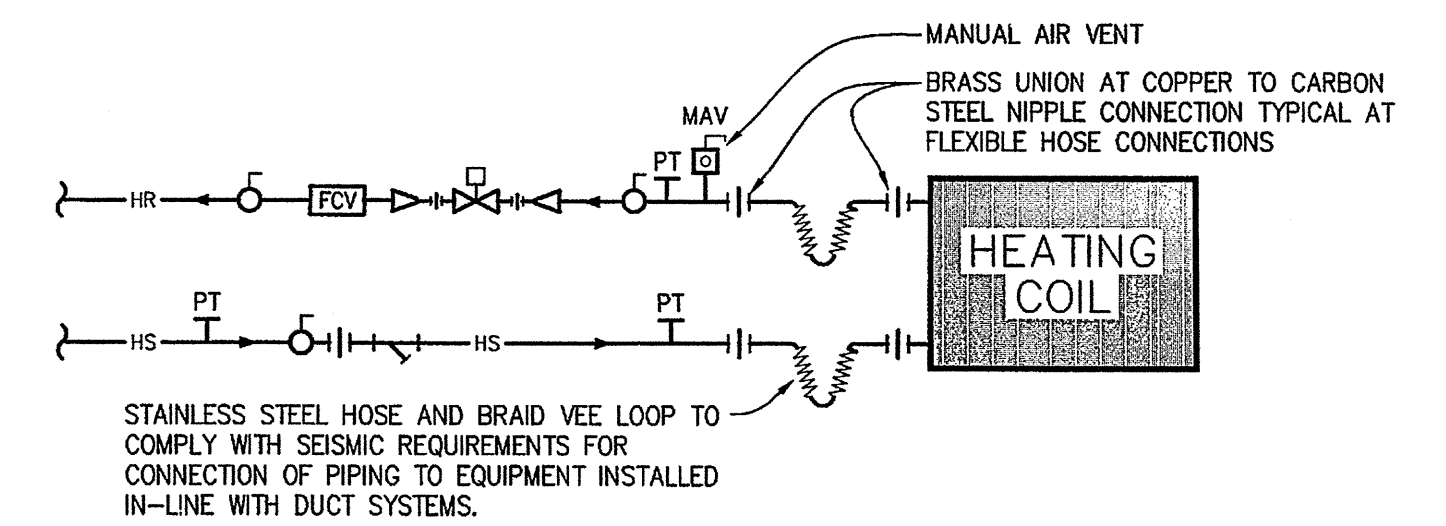 MANUAL AIR VENT
BRASS UNION AT COPPER TO CARBON
STEEL NIPPLE CONNECTION TYPICAL AT
FLEXIBLE HOSE CONNECTIONS
MAV
PT
HR
FCV
HEATING
COIL
PT
PT
HS
HS
STAINLESS STEEL HOSE AND BRAID VEE LOOP TO
COMPLY WITH SEISMIC REQUIREMENTS FOR
CONNECTION OF PIPING TO EQUIPMENT INSTALLED
IN-LINE WITH DUCT SYSTEMS.